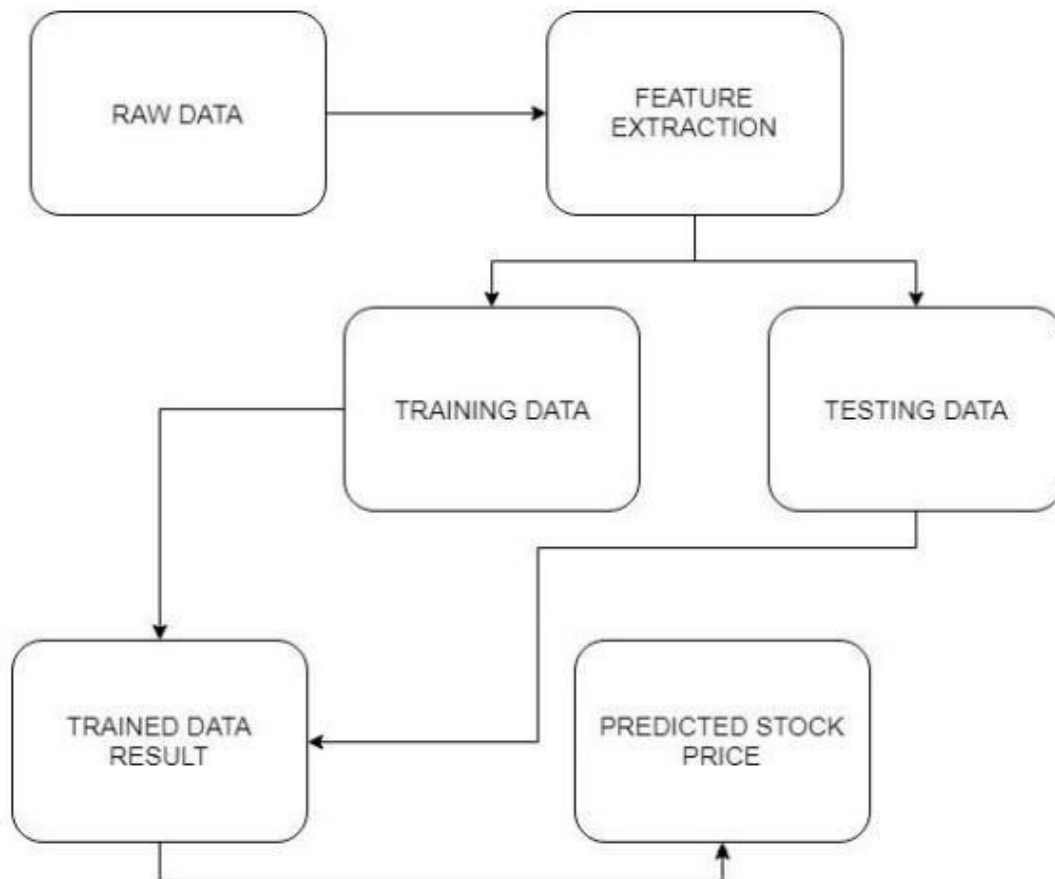 RAW DATA
FEATURE
EXTRACTION
TRAINING DATA
TESTING DATA
TRAINED DATA
RESULT
PREDICTED STOCK
PRICE